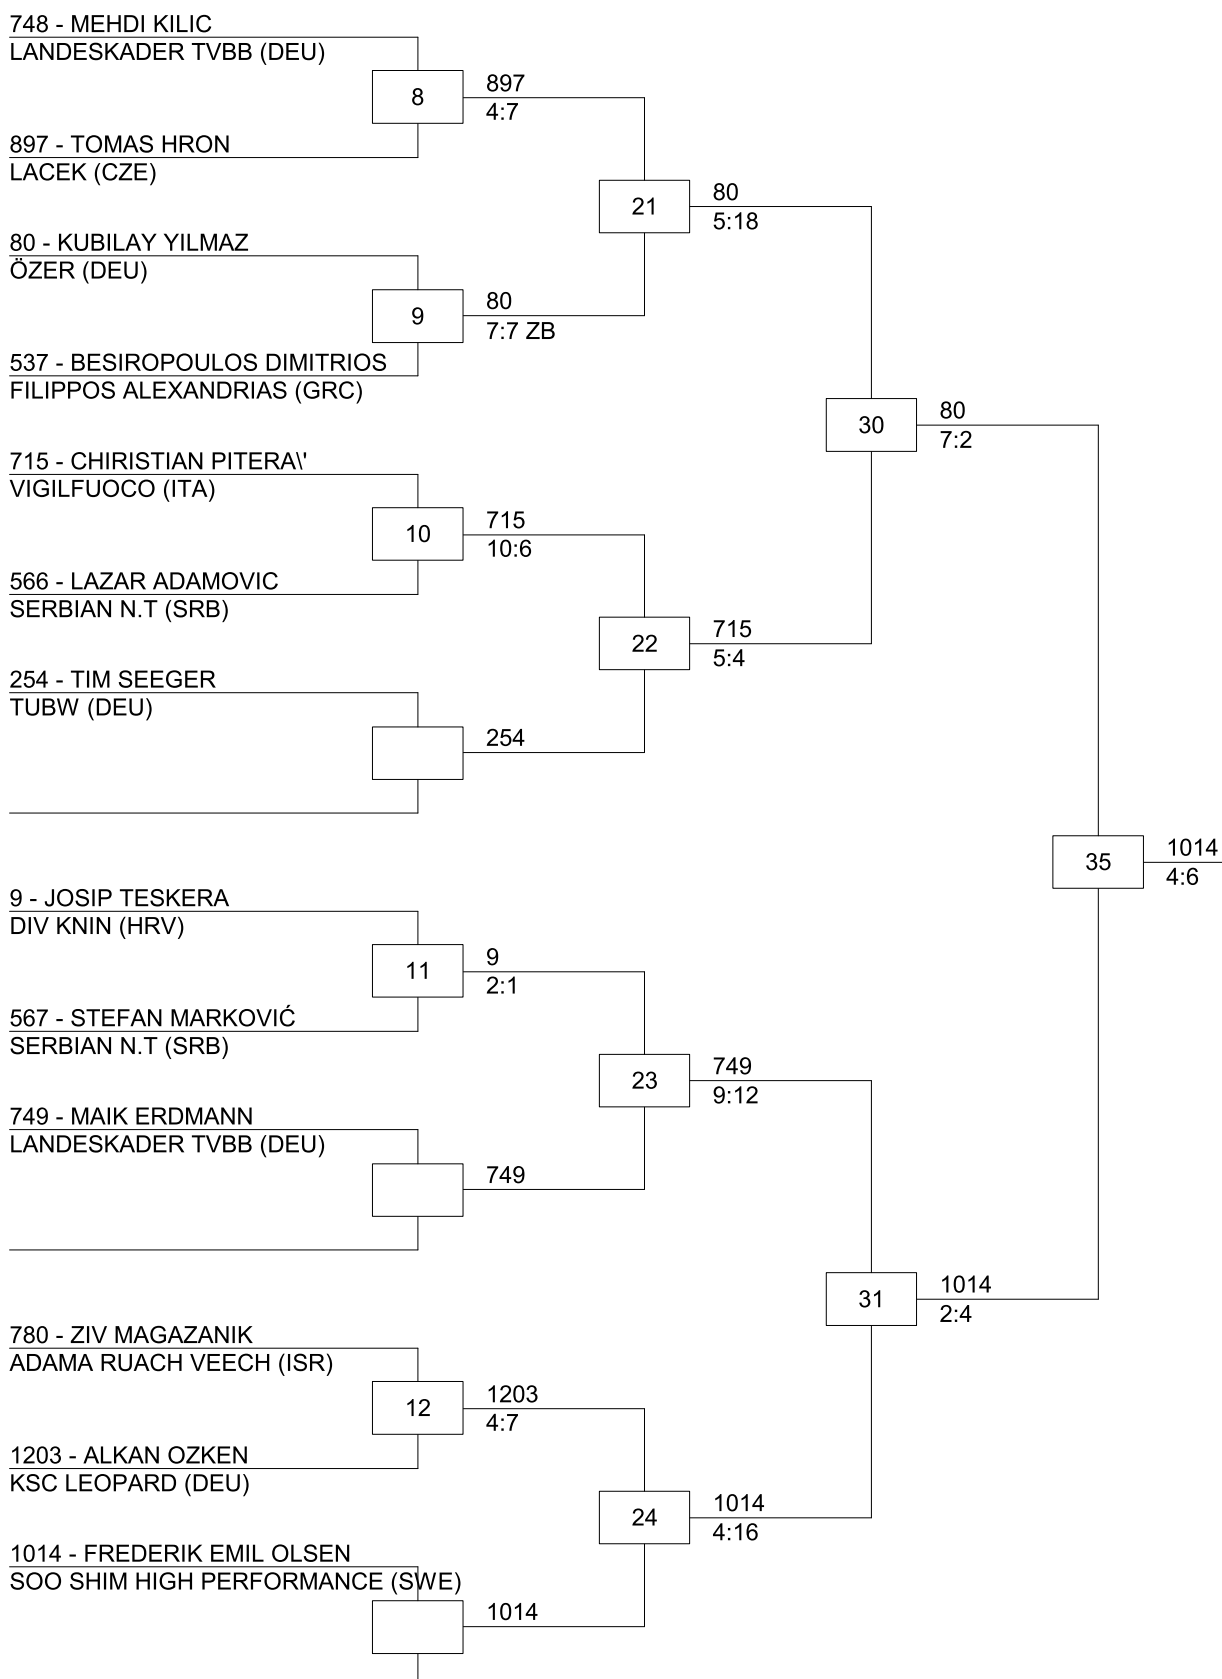 748 - MEHDI KILIC
LANDESKADER TVBB (DEU)
8
897
4:7
897 - TOMAS HRON
LACEK (CZE)
21
80
5:18
80 - KUBILAY YILMAZ
ÖZER (DEU)
9
80
7:7 ZB
537 - BESIROPOULOS DIMITRIOS
FILIPPOS ALEXANDRIAS (GRC)
30
80
7:2
715 - CHIRISTIAN PITERA\'
VIGILFUOCO (ITA)
10
715
10:6
566 - LAZAR ADAMOVIC
SERBIAN N.T (SRB)
22
715
5:4
254 - TIM SEEGER
TUBW (DEU)
254
35
1014
4:6
9 - JOSIP TESKERA
DIV KNIN (HRV)
11
9
2:1
567 - STEFAN MARKOVIĆ
SERBIAN N.T (SRB)
23
749
9:12
749 - MAIK ERDMANN
LANDESKADER TVBB (DEU)
749
31
1014
2:4
780 - ZIV MAGAZANIK
ADAMA RUACH VEECH (ISR)
12
1203
4:7
1203 - ALKAN OZKEN
KSC LEOPARD (DEU)
24
1014
4:16
1014 - FREDERIK EMIL OLSEN
SOO SHIM HIGH PERFORMANCE (SWE)
1014